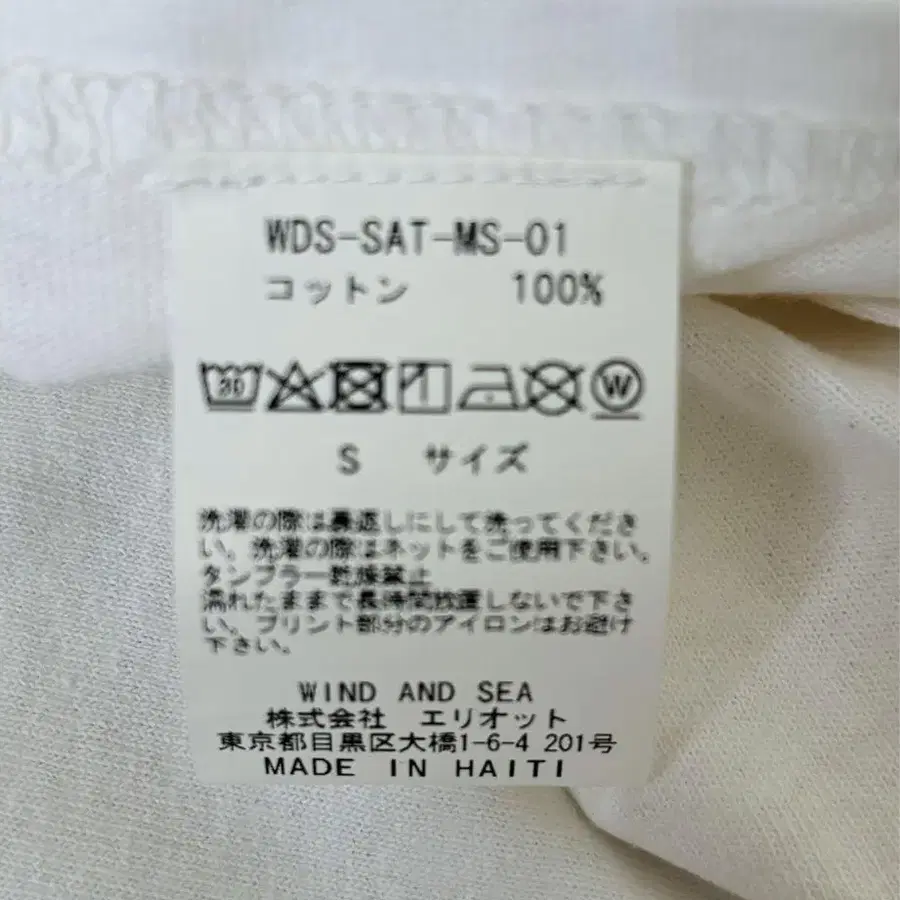 WDS-SAT-MS-01
コットン 100%
30
W
S サイズ
洗濯の際は裏返しにして洗ってくださ
い。洗濯の際はネットをご使用下さい。
タンブラー乾燥禁止
濡れたままで長時間放置しないで下さ
い。プリント部分のアイロンはお避け
下さい。
WIND AND SEA
株式会社 エリオット
東京都目黒区大橋1-6-4 201号
MADE IN HAITI